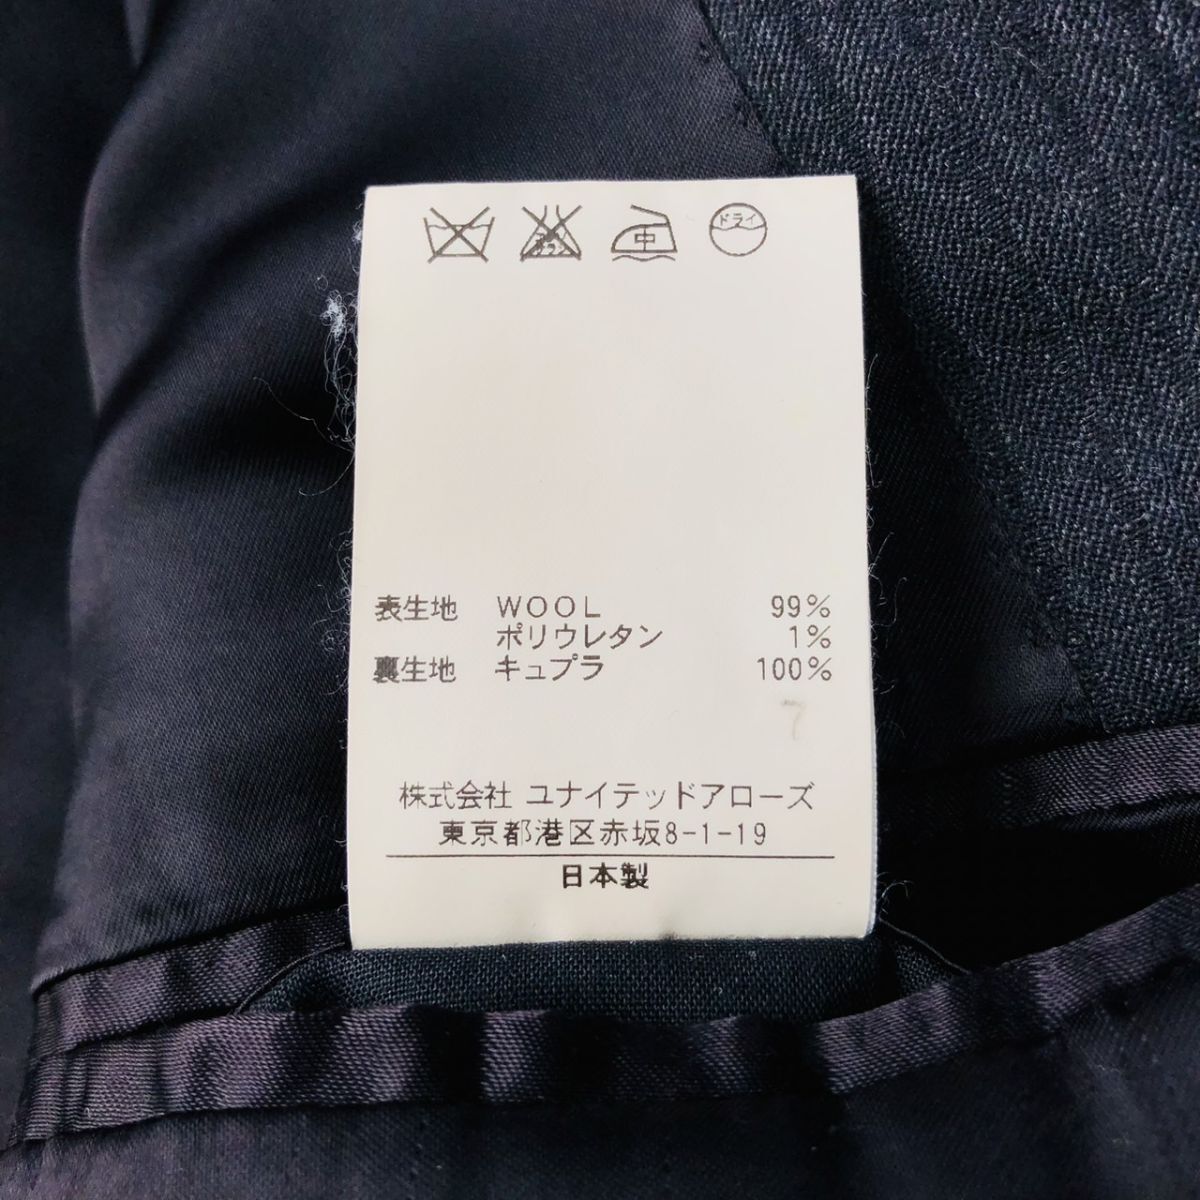 中 ドライ
表生地 WOOL 99%
ポリウレタン 1%
裏生地 キュプラ 100%
7
株式会社 ユナイテッドアローズ
東京都港区赤坂8-1-19
日本製